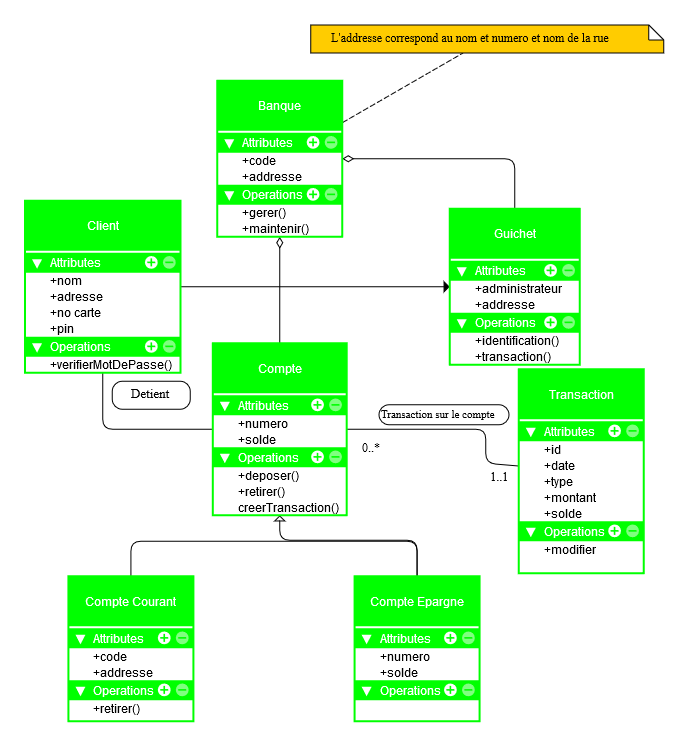 L'addresse correspond au nom et numero et nom de la rue
Banque
Attributes
+code
+addresse
Operations
+gerer()
+maintenir()
Client
Attributes
+nom
+adresse
+no carte
+pin
Operations
+verifierMotDePasse()
Guichet
Attributes
+administrateur
+addresse
Operations
+identification()
+transaction()
Detient
Compte
Attributes
+numero
+solde
Operations
+deposer()
+retirer()
creerTransaction()
Transaction sur le compte
0..*
1..1
Transaction
Attributes
+id
+date
+type
+montant
+solde
Operations
+modifier
Compte Courant
Attributes
+code
+addresse
Operations
+retirer()
Compte Epargne
Attributes
+numero
+solde
Operations